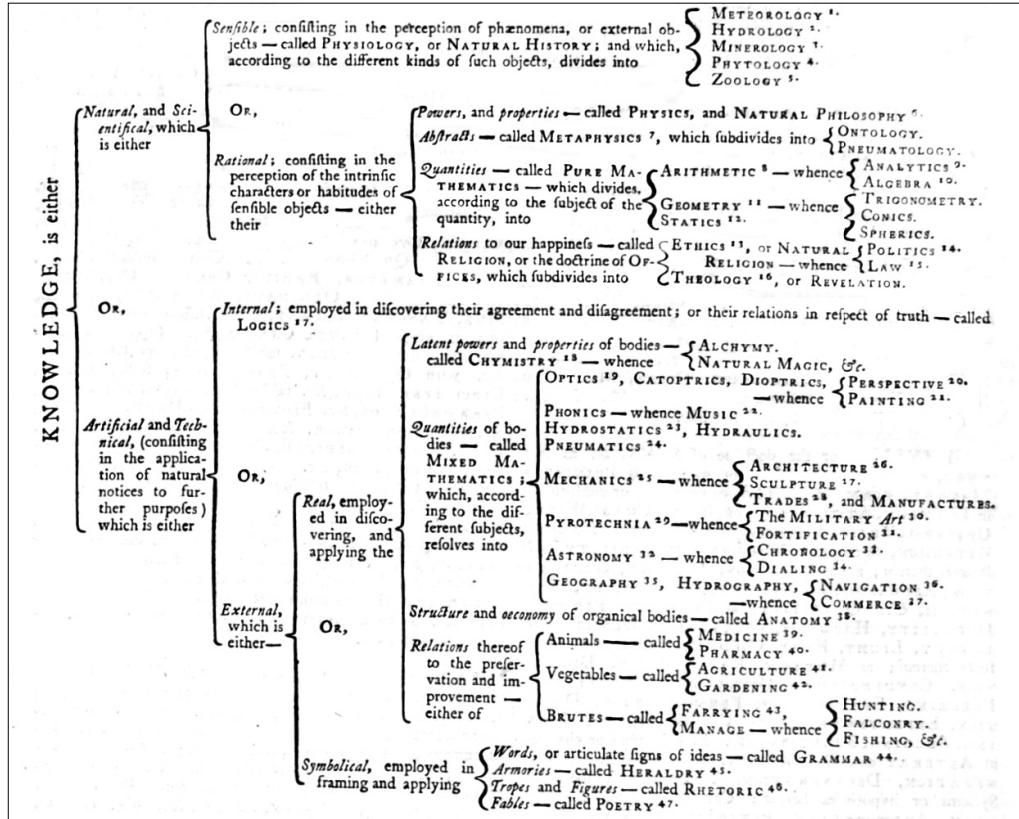 KNOWLEDGE, is either
Natural, and Sci-
entifical, which
is either
Senſible; conſiſting in the perception of phænomena, or external ob-
jects — called PHYSIOLOGY, or NATURAL HISTORY; and which,
according to the different kinds of ſuch objects, divides into
METEOROLOGY 1.
HYDROLOGY 2.
MINEROLOGY 3.
PHYTOLOGY 4.
ZOOLOGY 5.
OR,
Rational; conſiſting in the
perception of the intrinſic
characters or habitudes of
ſenſible objects — either
their
Powers, and properties — called PHYSICS, and NATURAL PHILOSOPHY 6.
Abſtracts — called METAPHYSICS 7, which ſubdivides into
ONTOLOGY.
PNEUMATOLOGY.
Quantities — called PURE MA-
THEMATICS — which divides,
according to the ſubject of the
quantity, into
ARITHMETIC 8 — whence
ANALYTICS 9.
ALGEBRA 10.
GEOMETRY 11 — whence
TRIGONOMETRY.
CONICS.
SPHERICS.
STATICS 12.
Relations to our happineſs — called
RELIGION, or the doctrine of OF-
FICES, which ſubdivides into
ETHICS 13, or NATURAL
RELIGION — whence
POLITICS 14.
LAW 15.
THEOLOGY 16, or REVELATION.
OR,
Artificial and Tech-
nical, (conſiſting
in the applica-
tion of natural
notices to fur-
ther purpoſes)
which is either
Internal; employed in diſcovering their agreement and diſagreement; or their relations in reſpect of truth — called
LOGICS 17.
OR,
External,
which is
either—
Real, employ-
ed in diſco-
vering, and
applying the
Latent powers and properties of bodies —
called CHYMISTRY 18 — whence
ALCHYMY.
NATURAL MAGIC, &c.
Quantities of bo-
dies — called
MIXED MA-
THEMATICS;
which, accord-
ing to the dif-
ferent ſubjects,
reſolves into
OPTICS 19, CATOPTRICS, DIOPTRICS,
—whence
PERSPECTIVE 20.
PAINTING 21.
PHONICS — whence MUSIC 22.
HYDROSTATICS 23, HYDRAULICS.
PNEUMATICS 24.
MECHANICS 25 — whence
ARCHITECTURE 26.
SCULPTURE 27.
TRADES 28, and MANUFACTURES.
PYROTECHNIA 29 —whence
The MILITARY Art 30.
FORTIFICATION 31.
ASTRONOMY 32 — whence
CHRONOLOGY 33.
DIALING 34.
GEOGRAPHY 35, HYDROGRAPHY,
—whence
NAVIGATION 36.
COMMERCE 37.
Structure and oeconomy of organical bodies — called ANATOMY 38.
Relations thereof
to the preſer-
vation and im-
provement —
either of
Animals — called
MEDICINE 39.
PHARMACY 40.
Vegetables — called
AGRICULTURE 41.
GARDENING 42.
BRUTES — called
FARRYING 43,
MANAGE — whence
HUNTING.
FALCONRY.
FISHING, &c.
OR,
Symbolical, employed in
framing and applying
Words, or articulate ſigns of ideas — called GRAMMAR 44.
Armories — called HERALDRY 45.
Tropes and Figures — called RHETORIC 46.
Fables — called POETRY 47.